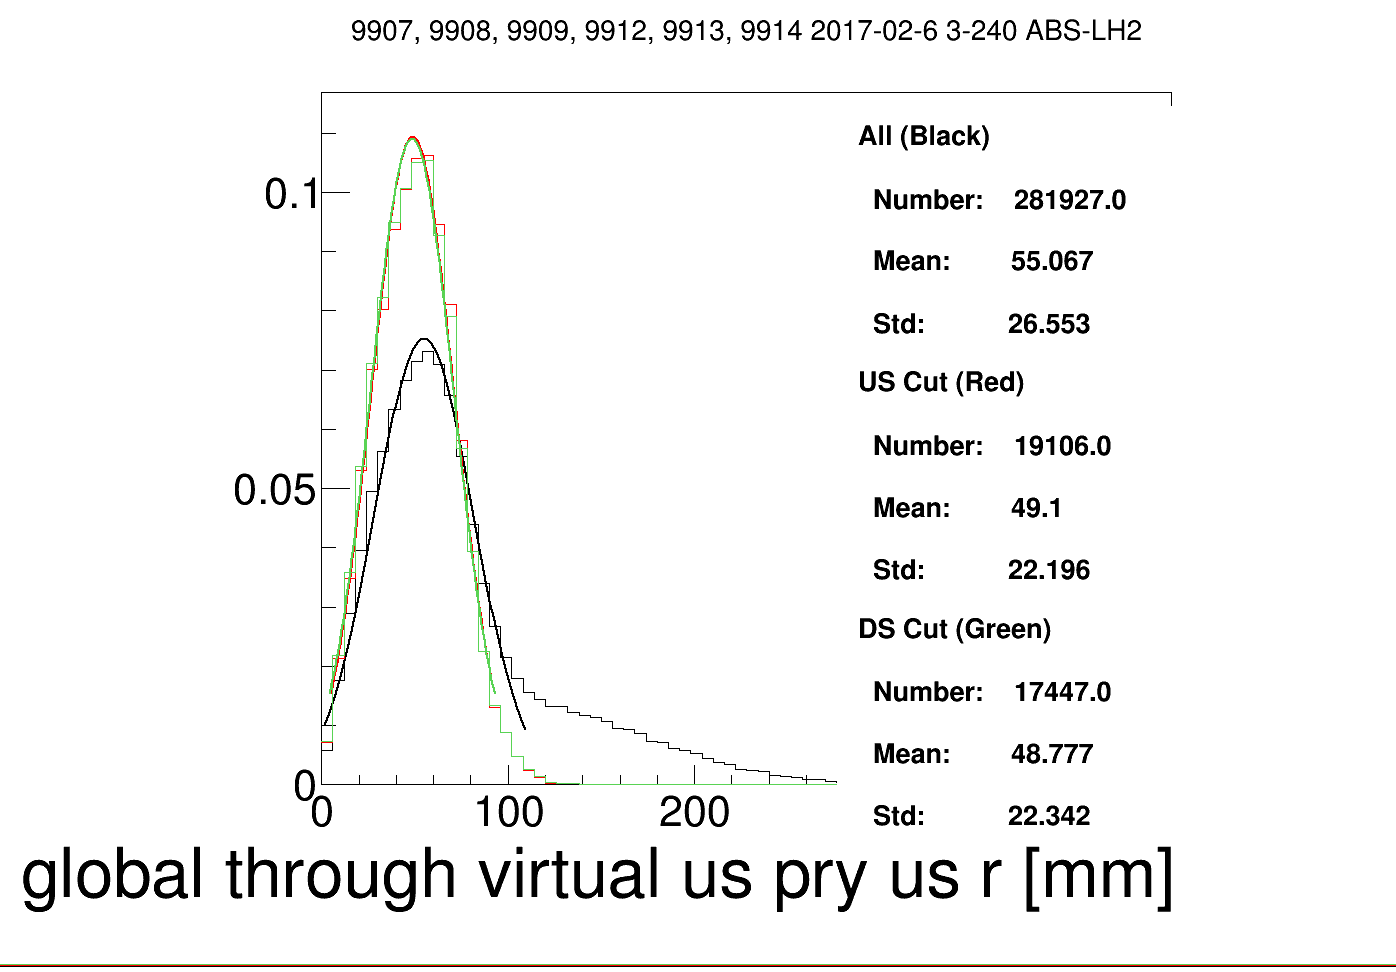 9907, 9908, 9909, 9912, 9913, 9914 2017-02-6 3-240 ABS-LH2
All (Black)
Number: 281927.0
Mean: 55.067
Std: 26.553
US Cut (Red)
Number: 19106.0
Mean: 49.1
Std: 22.196
DS Cut (Green)
Number: 17447.0
Mean: 48.777
Std: 22.342
0.1
0.05
0
0 100 200
global through virtual us pry us r [mm]